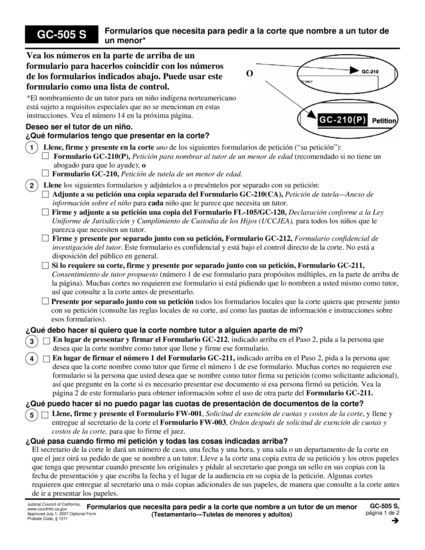 GC-505 S
Formularios que necesita para pedir a la corte que nombre a un tutor de
un menor*
Vea los números en la parte de arriba de un
formulario para hacerlos coincidir con los números
de los formularios indicados abajo. Puede usar este
formulario como una lista de control.
O
GC-210
GC-210(P)
Petition
*El nombramiento de un tutor para un niño indígena norteamericano
está sujeto a requisitos especiales que no se mencionan en estas
instrucciones. Vea el número 14 en la próxima página.
Deseo ser el tutor de un niño.
¿Qué formularios tengo que presentar en la corte?
1 Llene, firme y presente en la corte uno de los siguientes formularios de petición (“su petición”):
Formulario GC-210(P), Petición para nombrar al tutor de un menor de edad (recomendado si no tiene un
abogado para que lo ayude); o
Formulario GC-210, Petición de tutela de un menor de edad.
2 Llene los siguientes formularios y adjúntelos a o preséntelos por separado con su petición:
Adjunte a su petición una copia separada del Formulario GC-210(CA), Petición de tutela—Anexo de
información sobre el niño para cada niño que le parece que necesita un tutor.
Firme y adjunte a su petición una copia del Formulario FL-105/GC-120, Declaración conforme a la Ley
Uniforme de Jurisdicción y Cumplimiento de Custodia de los Hijos (UCCJEA), para todos los niños que le
parezca que necesiten un tutor.
Firme y presente por separado junto con su petición, Formulario GC-212, Formulario confidencial de
investigación del tutor. Este formulario es confidencial y está bajo el control directo de la corte. No está a
disposición del público en general.
Si lo requiere su corte, firme y presente por separado junto con su petición, Formulario GC-211,
Consentimiento de tutor propuesto (número 1 de ese formulario para propósitos múltiples, en la parte de arriba de
la página). Muchas cortes no requieren ese formulario si está pidiendo que lo nombren a usted mismo como tutor,
así que consulte a la corte antes de presentarlo.
Presente por separado junto con su petición todos los formularios locales que la corte quiera que presente junto
con su petición (consulte las reglas locales de su corte, así como las pautas de información e instrucciones sobre
esos formularios).
¿Qué debo hacer si quiero que la corte nombre tutor a alguien aparte de mí?
3 En lugar de presentar y firmar el Formulario GC-212, indicado arriba en el Paso 2, pida a la persona que
desea que la corte nombre como tutor que llene y firme ese formulario.
4 En lugar de firmar el número 1 del Formulario GC-211, indicado arriba en el Paso 2, pida a la persona que
desea que la corte nombre como tutor que firme el número 1 de ese formulario. Muchas cortes no requieren ese
formulario si la persona que usted desea que se nombre como tutor firma su petición (como solicitante adicional),
así que pregunte en la corte si es necesario presentar ese documento si esa persona firmó su petición. Vea la
página 2 de este formulario para obtener información sobre el uso de otra parte del Formulario GC-211.
¿Qué puedo hacer si no puedo pagar las cuotas de presentación de documentos de la corte?
5 Llene, firme y presente el Formulario FW-001, Solicitud de exención de cuotas y costos de la corte, y llene y
entregue al secretario de la corte el Formulario FW-003, Orden después de solicitud de exención de cuotas y
costos de la corte, para que lo firme el juez.
¿Qué pasa cuando firmo mi petición y todas las cosas indicadas arriba?
El secretario de la corte le dará un número de caso, una fecha y una hora, y una sala o un departamento de la corte en
que el juez oirá su pedido de que se nombre a un tutor. Lleve a la corte una copia extra de su petición y los otros papeles
que tenga que presentar cuando presente los originales y pídale al secretario que ponga un sello en sus copias con la
fecha de presentación y que escriba la fecha y el lugar de la audiencia en su copia de la petición. Algunas cortes
requieren que entregue al secretario una o más copias adicionales de sus papeles, de manera que consulte a la corte antes
de ir a presentar los papeles.
Judicial Council of California,
www.courtinfo.ca.gov
Approved July 1, 2007 Optional Form
Probate Code, § 1511
Formularios que necesita para pedir a la corte que nombre a un tutor de un menor
(Testamentario—Tutelas de menores y adultos)
GC-505 S,
página 1 de 2